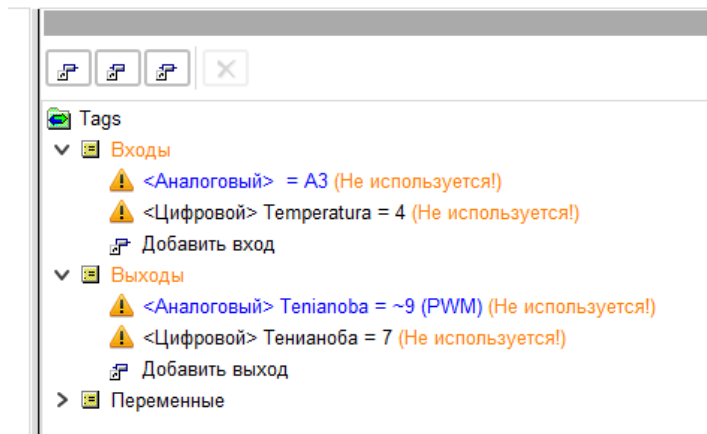 Tags
Входы
<Аналоговый>  = A3 (Не используется!)
<Цифровой> Temperatura = 4 (Не используется!)
Добавить вход
Выходы
<Аналоговый> Tenianoba = ~9 (PWM) (Не используется!)
<Цифровой> Тенианоба = 7 (Не используется!)
Добавить выход
Переменные